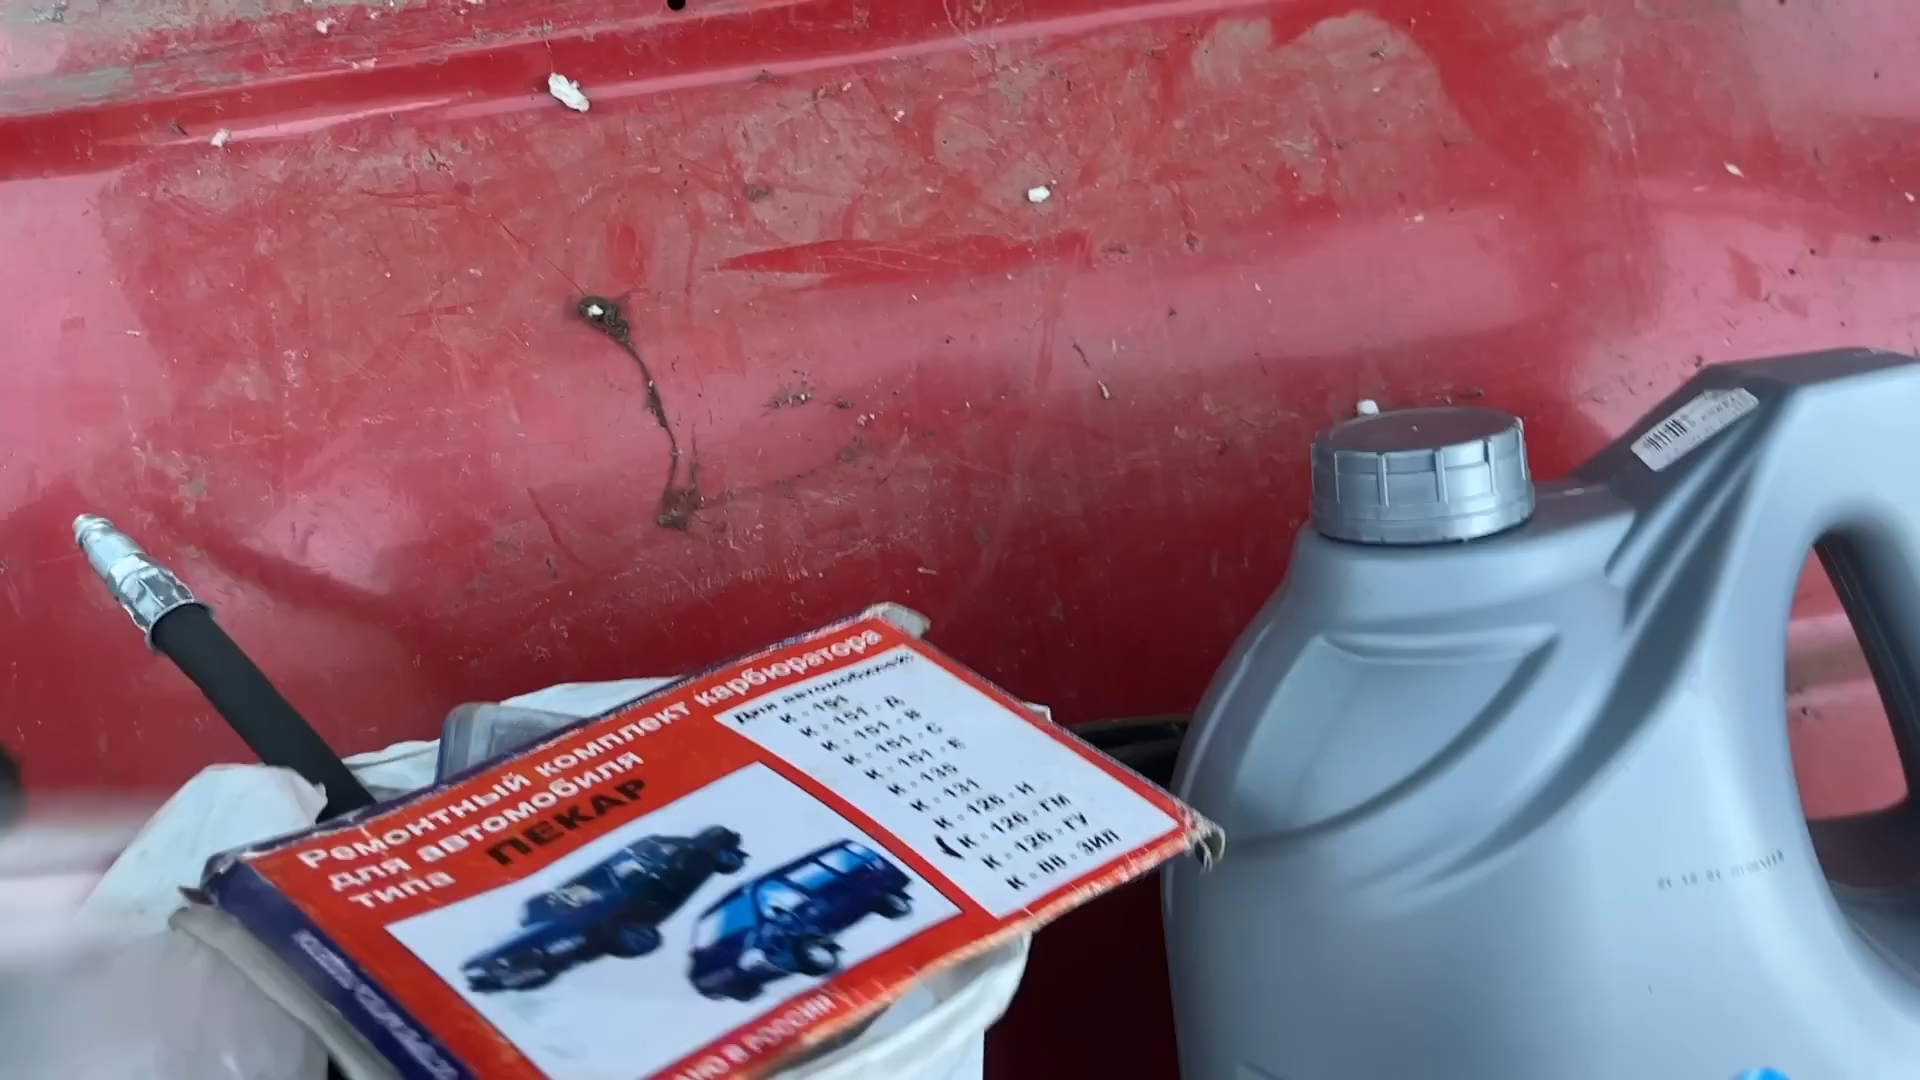 Ремонтный комплект карбюратора
для автомобиля
типа ПЕКАР
Для автомобилей:
К - 151
К - 151 - Д
К - 151 - В
К - 151 - С
К - 151 - Е
К - 135
К - 131
К - 126 - Н
К - 126 - ГМ
К - 126 - ГУ
К - 88 - ЗИЛ
В РОССИИ